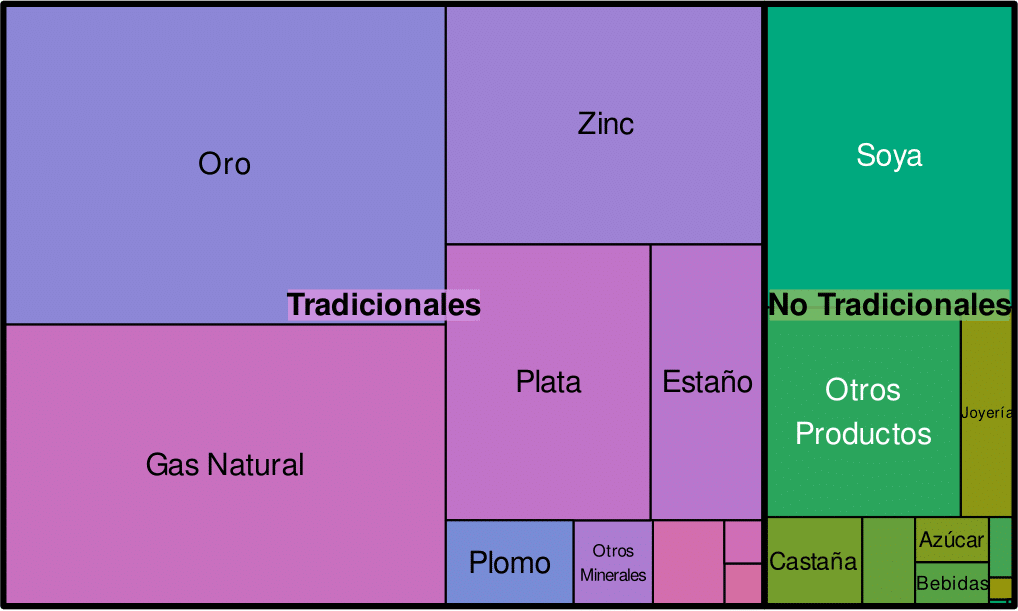 Oro
Zinc
Soya
Tradicionales
No Tradicionales
Gas Natural
Plata
Estaño
Otros
Productos
Joyería
Plomo
Otros
Minerales
Castaña
Azúcar
Bebidas